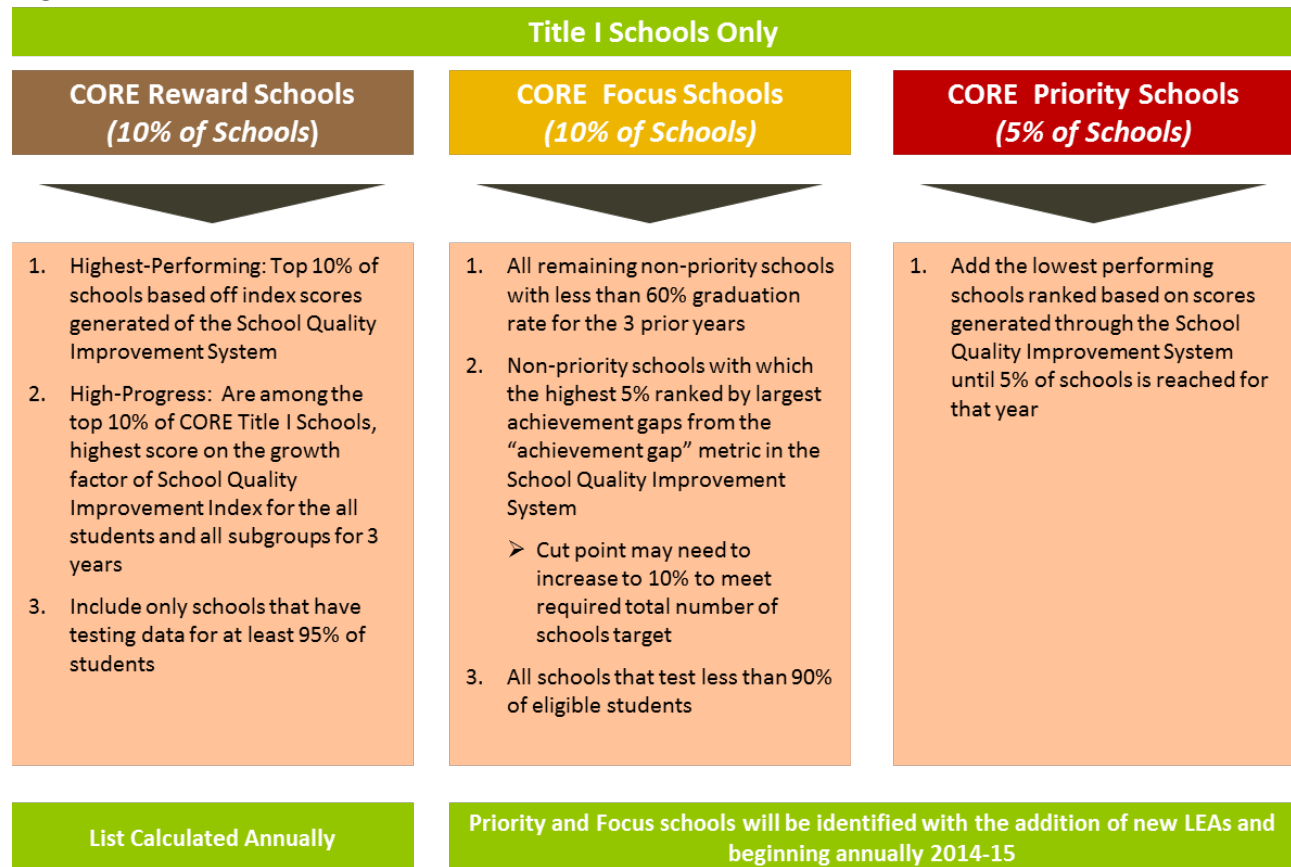 Title I Schools Only
CORE Reward Schools
(10% of Schools)
CORE Focus Schools
(10% of Schools)
CORE Priority Schools
(5% of Schools)
1. Highest-Performing: Top 10% of
schools based off index scores
generated of the School Quality
Improvement System
2. High-Progress: Are among the
top 10% of CORE Title I Schools,
highest score on the growth
factor of School Quality
Improvement Index for the all
students and all subgroups for 3
years
3. Include only schools that have
testing data for at least 95% of
students
1. All remaining non-priority schools
with less than 60% graduation
rate for the 3 prior years
2. Non-priority schools with which
the highest 5% ranked by largest
achievement gaps from the
“achievement gap” metric in the
School Quality Improvement
System
➢ Cut point may need to
increase to 10% to meet
required total number of
schools target
3. All schools that test less than 90%
of eligible students
1. Add the lowest performing
schools ranked based on scores
generated through the School
Quality Improvement System
until 5% of schools is reached for
that year
List Calculated Annually
Priority and Focus schools will be identified with the addition of new LEAs and
beginning annually 2014-15